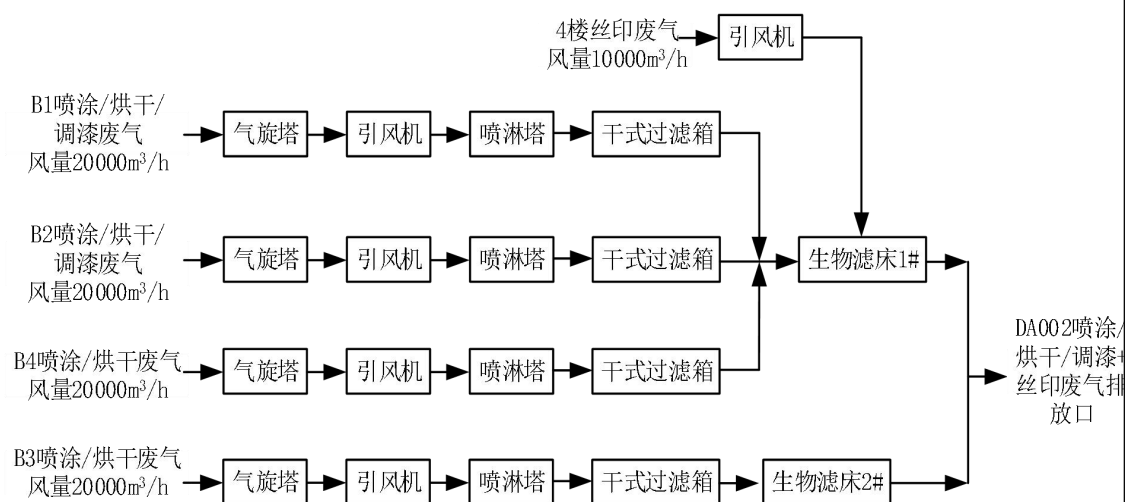 4楼丝印废气
风量10000m³/h
引风机
B1喷涂/烘干/
调漆废气
风量20000m³/h
气旋塔
引风机
喷淋塔
干式过滤箱
B2喷涂/烘干/
调漆废气
风量20000m³/h
气旋塔
引风机
喷淋塔
干式过滤箱
生物滤床1#
B4喷涂/烘干废气
风量20000m³/h
气旋塔
引风机
喷淋塔
干式过滤箱
B3喷涂/烘干废气
风量20000m³/h
气旋塔
引风机
喷淋塔
干式过滤箱
生物滤床2#
DA002喷涂/
烘干/调漆+
丝印废气排
放口